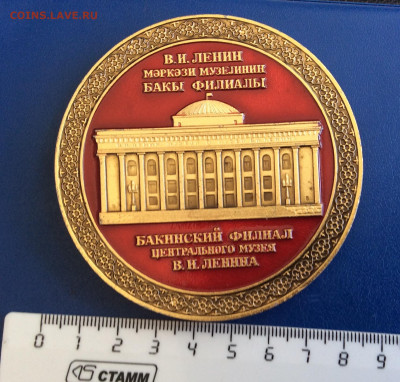 COINS.LAVE.RU
В.И. ЛЕНИН
МӘРКӘЗИ МУЗЕЈИНИН
БАКЫ ФИЛИАЛЫ
БАКИНСКИЙ ФИЛИАЛ
ЦЕНТРАЛЬНОГО МУЗЕЯ
В.И. ЛЕНИНА
0 1 2 3 4 5 6 7 8 9
СТАММ